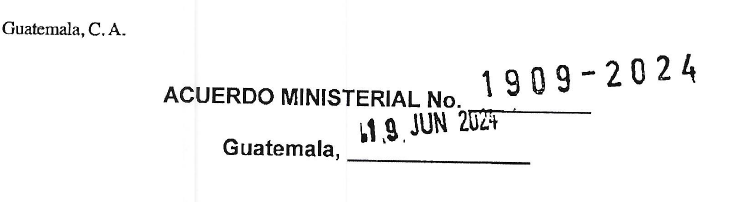 Guatemala, C. A.
ACUERDO MINISTERIAL No. 1909-2024
Guatemala, 19 JUN 2024